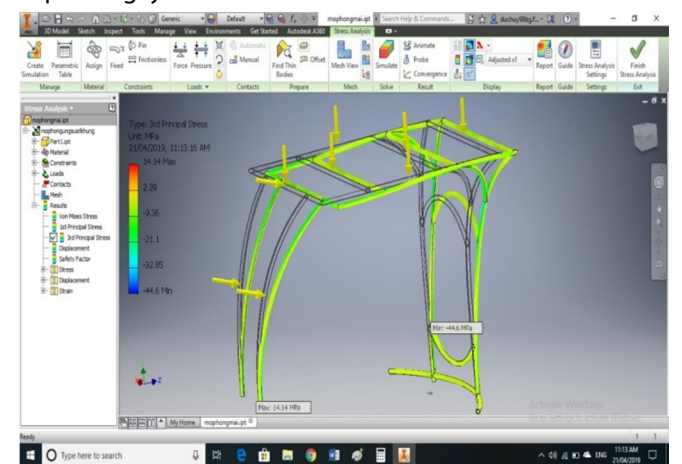 Generic
Default
mophongmai.ipt
Search Help & Commands...
3D Model Sketch Inspect Tools Manage View Environments Get Started Autodesk A360 Stress Analysis
Create Simulation
Parametric Table
Assign
Fixed
Pin
Frictionless
Force
Pressure
Automatic
Manual
Find Thin Bodies
Offset
Mesh View
Simulate
Animate
Probe
Convergence
Adjusted x1
Report
Guide
Stress Analysis Settings
Finish Stress Analysis
Manage
Material
Constraints
Loads
Contacts
Prepare
Mesh
Solve
Result
Display
Report
Guide
Settings
Exit
Stress Analysis
mophongmai.ipt
mophongungsuatkhung
Part1.ipt
Material
Constraints
Loads
Contacts
Mesh
Results
Von Mises Stress
1st Principal Stress
3rd Principal Stress
Displacement
Safety Factor
Stress
Displacement
Strain
Type: 3rd Principal Stress
Unit: MPa
21/04/2019, 11:13:16 AM
14.14 Max
2.39
-9.36
-21.1
-32.85
-44.6 Min
Min: -44.6 MPa
Max: 14.14 MPa
Activate Windows
My Home
mophongmai.ipt
Ready
1 1
Type here to search
ENG
11:13 AM
21/04/2019